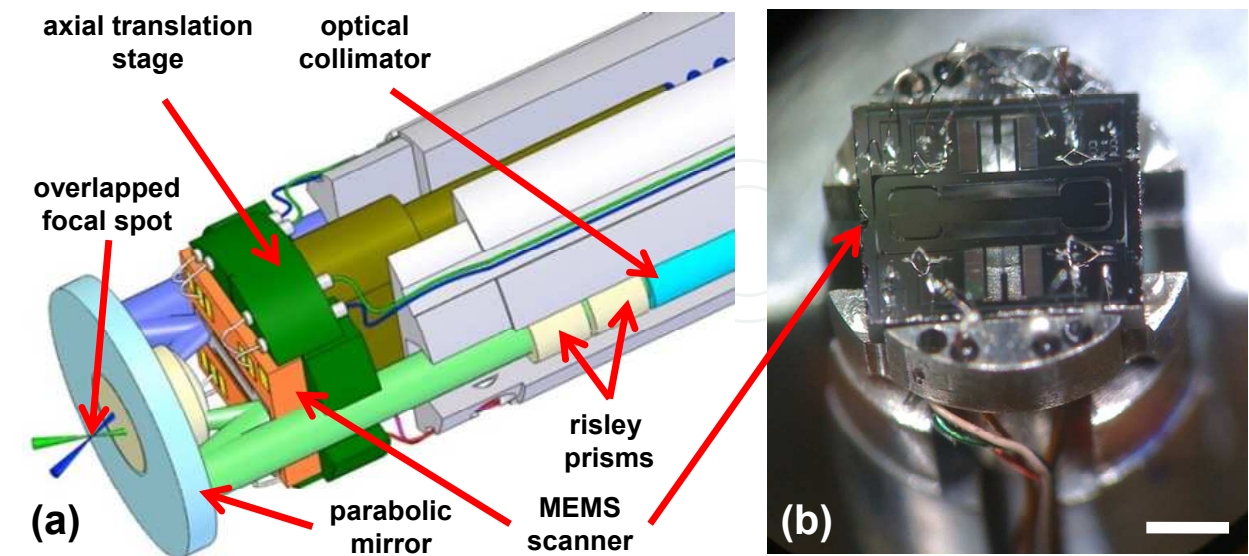 axial translation
stage
optical
collimator
overlapped
focal spot
risley
prisms
parabolic
mirror
MEMS
scanner
(a)
(b)